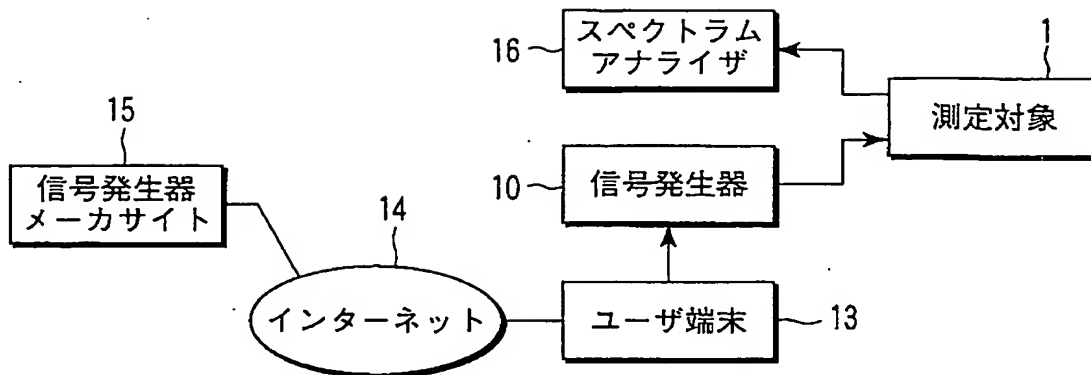 スペクトラム
アナライザ
16
1
測定対象
15
信号発生器
メーカサイト
10
信号発生器
14
インターネット
ユーザ端末
13